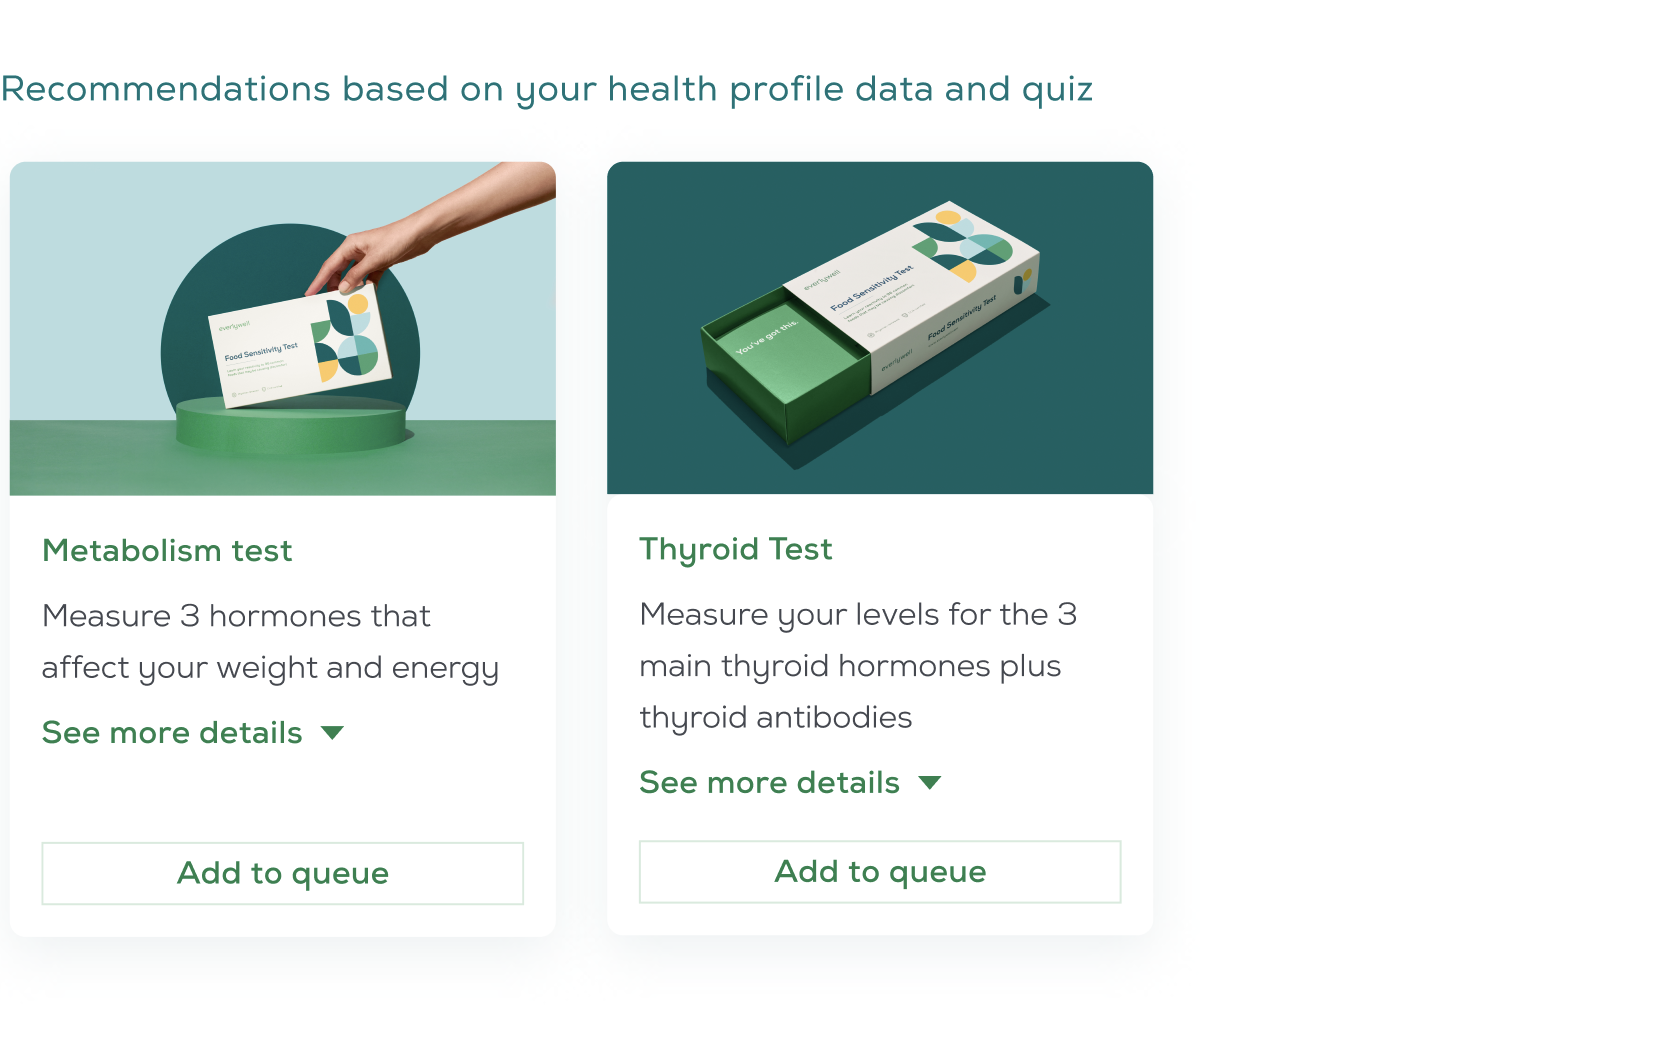 Recommendations based on your health profile data and quiz
everlywell
Food Sensitivity Test
everlywell
Food Sensitivity Test
You've got this.
Food Sensitivity Test
everlywell
Metabolism test
Measure 3 hormones that
affect your weight and energy
See more details
Add to queue
Thyroid Test
Measure your levels for the 3
main thyroid hormones plus
thyroid antibodies
See more details
Add to queue